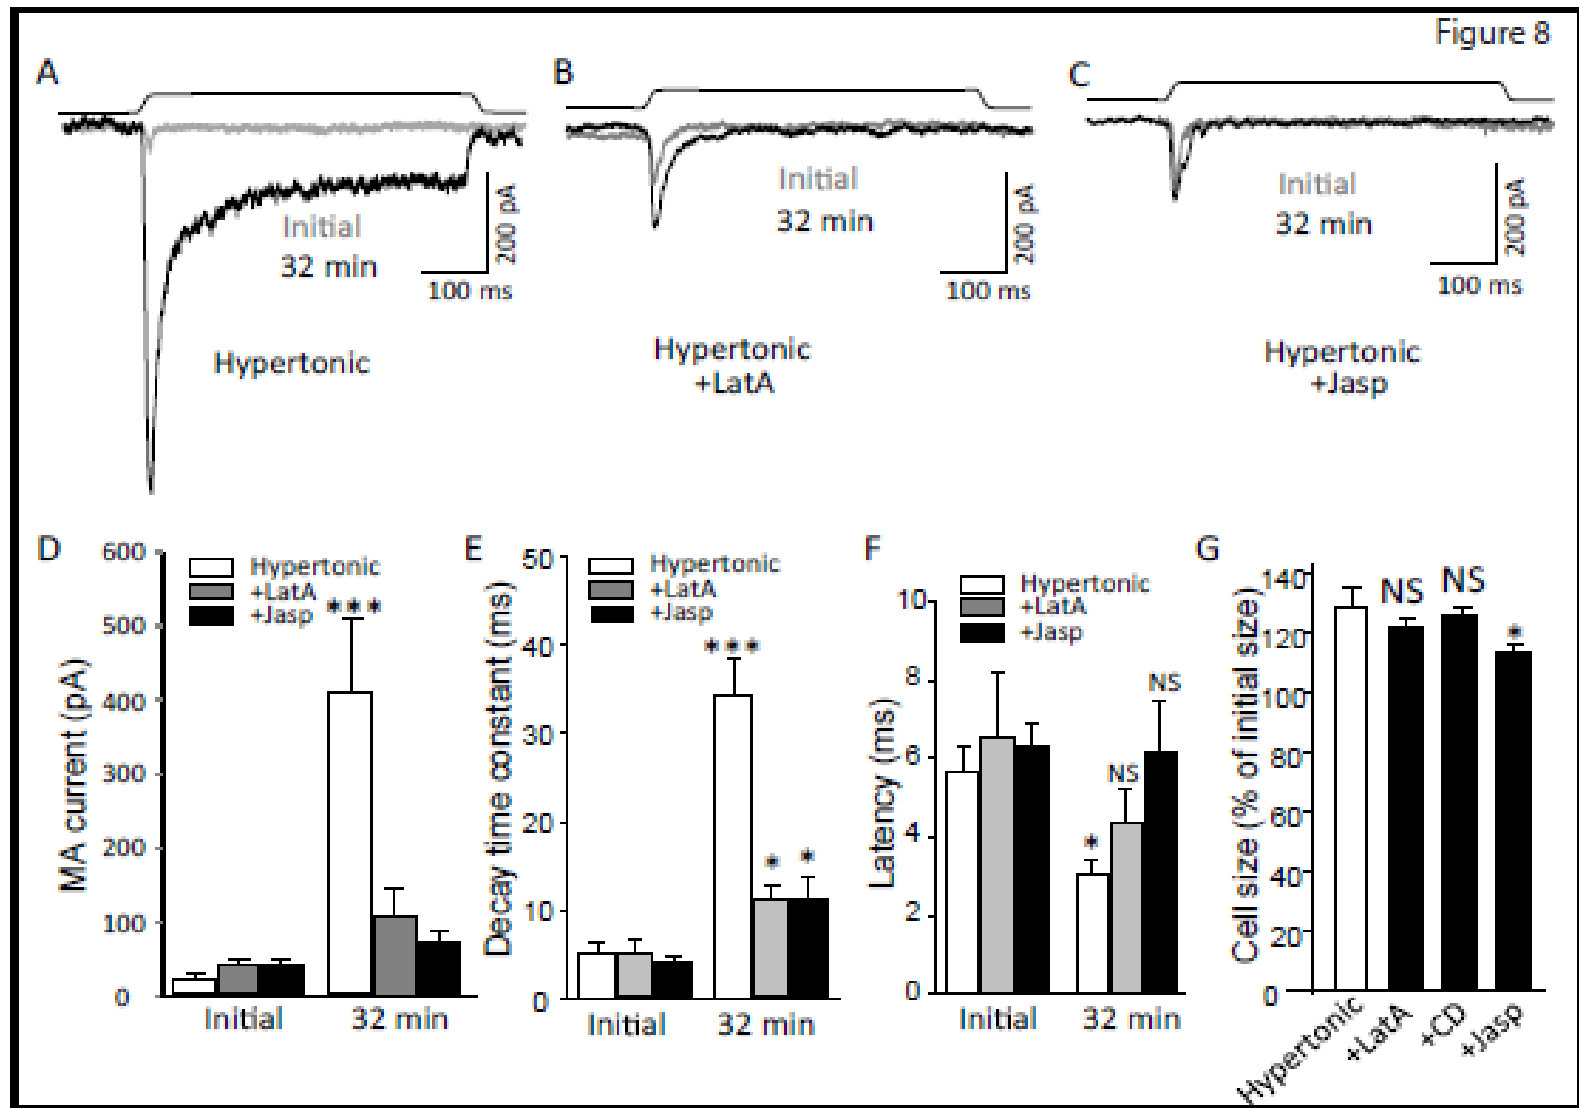 Figure 8
A
Initial
32 min
200 pA
100 ms
Hypertonic
B
Initial
32 min
200 pA
100 ms
Hypertonic
+LatA
C
Initial
32 min
200 pA
100 ms
Hypertonic
+Jasp
D
MA current (pA)
600
500
400
300
200
100
0
Hypertonic
+LatA
+Jasp
***
Initial
32 min
E
Decay time constant (ms)
50
40
30
20
10
0
Hypertonic
+LatA
+Jasp
***
*
*
Initial
32 min
F
Latency (ms)
10
8
6
4
2
0
Hypertonic
+LatA
+Jasp
*
NS
NS
Initial
32 min
G
Cell size (% of initial size)
140
120
100
80
60
40
20
0
NS
NS
*
Hypertonic
+LatA
+CD
+Jasp